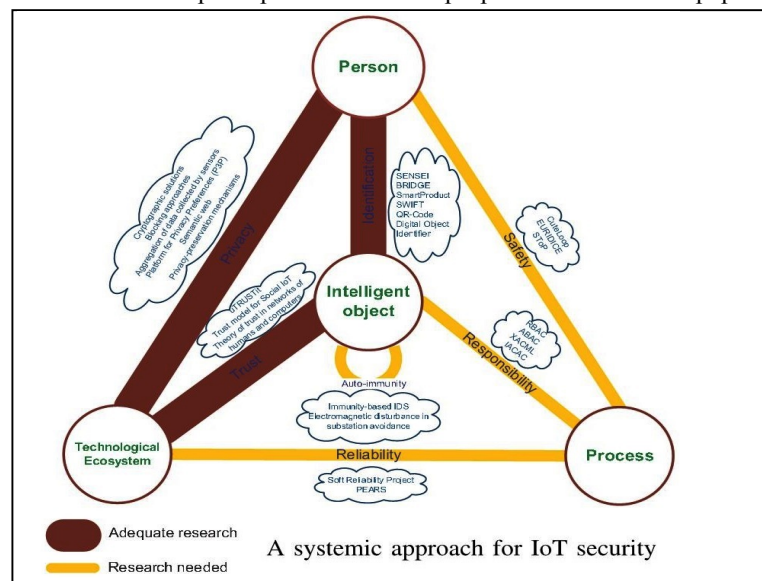 Person
Cryptographic solutions
Blocking approaches
Aggregation of data collected by sensors
Platform for Privacy Preferences (P3P)
Semantic web
Privacy-preservation mechanisms
Privacy
Identification
SENSEI
BRIDGE
SmartProduct
SWIFT
QR-Code
Digital Object
Identifier
Safety
CuteLoop
EURIDICE
SToP
uTRUSTit
Trust model for Social IoT
Theory of trust in networks of
humans and computers
Trust
Intelligent
object
Responsibility
RBAC
ABAC
XACML
IACAC
Auto-immunity
Immunity-based IDS
Electromagnetic disturbance in
substation avoidance
Technological
Ecosystem
Reliability
Process
Soft Reliability Project
PEARS
Adequate research
Research needed
A systemic approach for IoT security